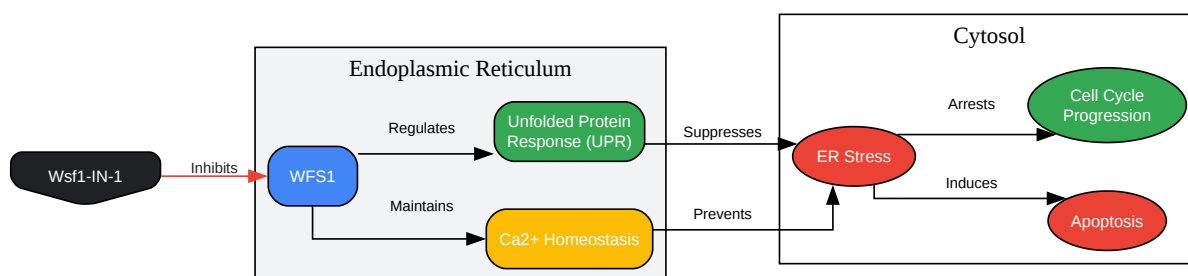 Endoplasmic Reticulum
Cytosol
Wsf1-IN-1
Inhibits
WFS1
Regulates
Unfolded Protein
Response (UPR)
Maintains
Ca2+ Homeostasis
Suppresses
Prevents
ER Stress
Arrests
Cell Cycle
Progression
Induces
Apoptosis